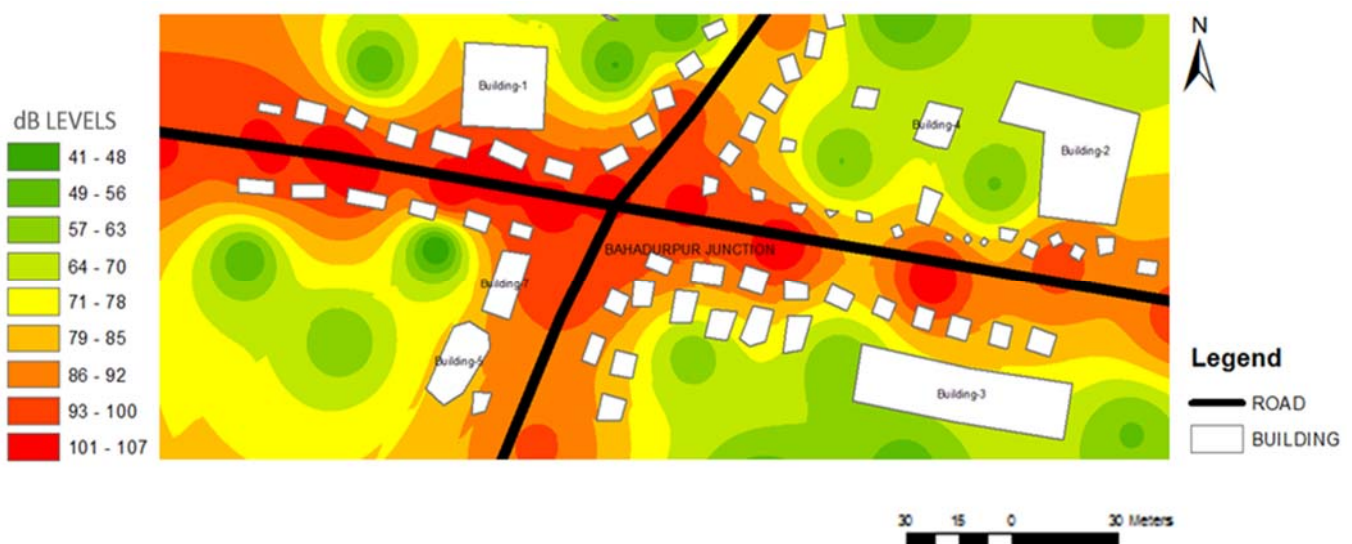 dB LEVELS
41 - 48
49 - 56
57 - 63
64 - 70
71 - 78
79 - 85
86 - 92
93 - 100
101 - 107
Building-1
Building-4
Building-2
BAHADURPUR JUNCTION
Building-7
Building-5
Building-3
N
Legend
ROAD
BUILDING
30 15 0 30 Meters